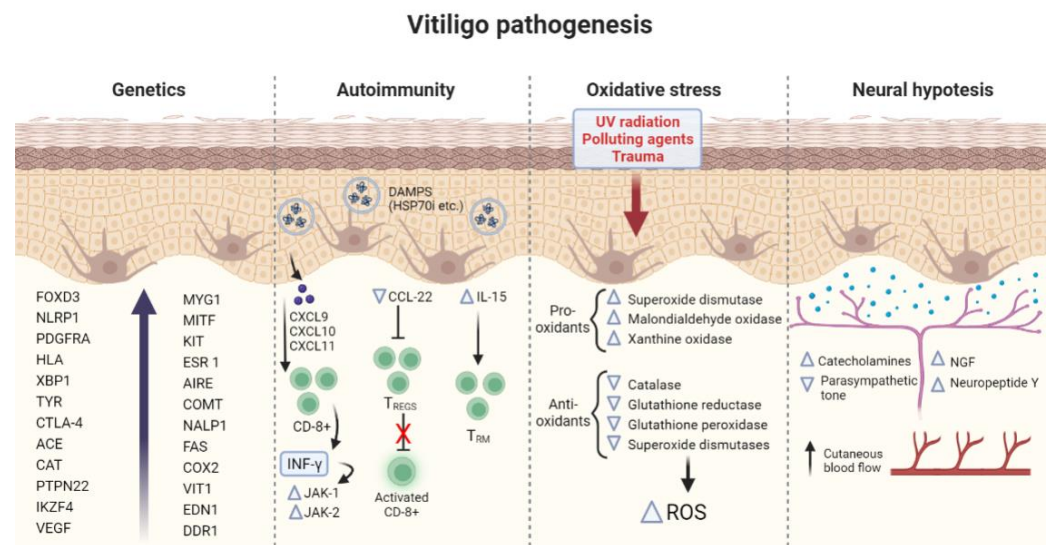 Vitiligo pathogenesis
Genetics
FOXD3
NLRP1
PDGFRA
HLA
XBP1
TYR
CTLA-4
ACE
CAT
PTPN22
IKZF4
VEGF
MYG1
MITF
KIT
ESR 1
AIRE
COMT
NALP1
FAS
COX2
VIT1
EDN1
DDR1
Autoimmunity
DAMPS
(HSP70i etc.)
CXCL9
CXCL10
CXCL11
CD-8+
INF-γ
JAK-1
JAK-2
CCL-22
TREGS
Activated
CD-8+
IL-15
TRM
Oxidative stress
UV radiation
Polluting agents
Trauma
Pro-
oxidants
Superoxide dismutase
Malondialdehyde oxidase
Xanthine oxidase
Anti-
oxidants
Catalase
Glutathione reductase
Glutathione peroxidase
Superoxide dismutases
ROS
Neural hypotesis
Catecholamines
Parasympathetic
tone
NGF
Neuropeptide Y
Cutaneous
blood flow